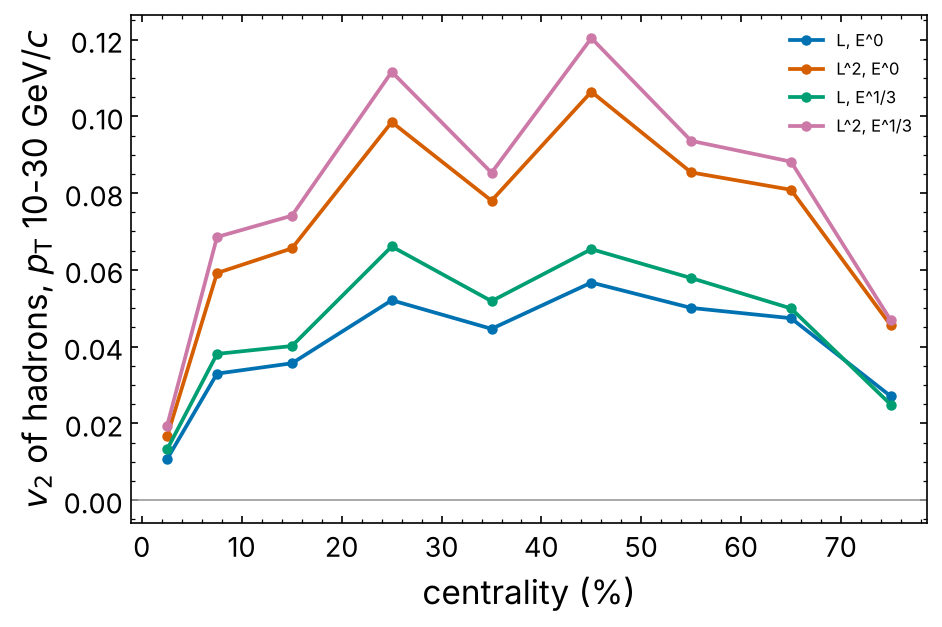 v₂ of hadrons, p_T 10-30 GeV/c
0.12
0.10
0.08
0.06
0.04
0.02
0.00
L, E^0
L^2, E^0
L, E^1/3
L^2, E^1/3
0 10 20 30 40 50 60 70
centrality (%)